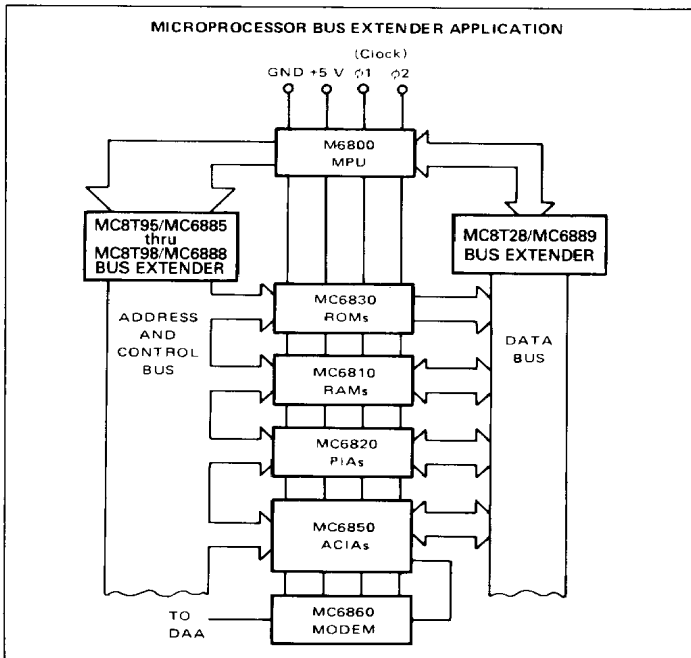 MICROPROCESSOR BUS EXTENDER APPLICATION
(Clock)
GND +5 V ϕ1 ϕ2
M6800
MPU
MC8T95/MC6885
thru
MC8T98/MC6888
BUS EXTENDER
MC8T28/MC6889
BUS EXTENDER
ADDRESS
AND
CONTROL
BUS
MC6830
ROMs
DATA
BUS
MC6810
RAMs
MC6820
PIAs
MC6850
ACIAs
TO
DAA
MC6860
MODEM